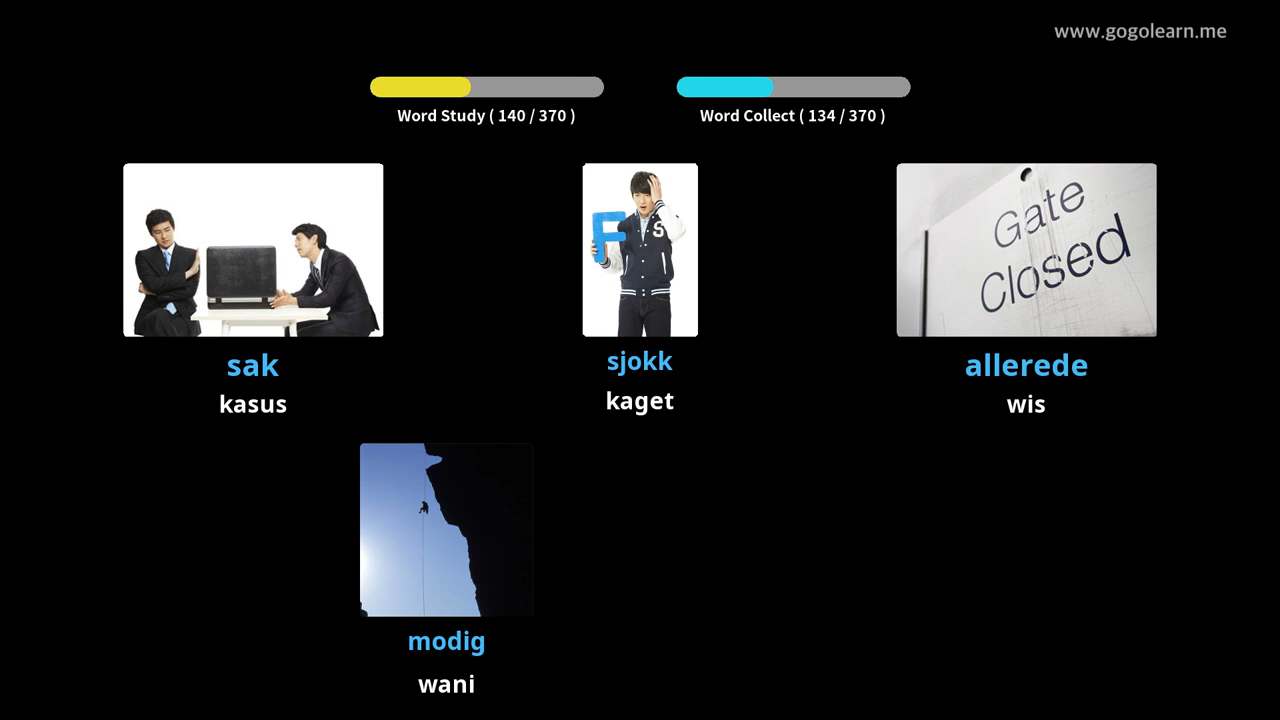 www.gogolearn.me
Word Study ( 140 / 370 )
Word Collect ( 134 / 370 )
F S
Gate
Closed
sak
sjokk
allerede
kasus
kaget
wis
modig
wani